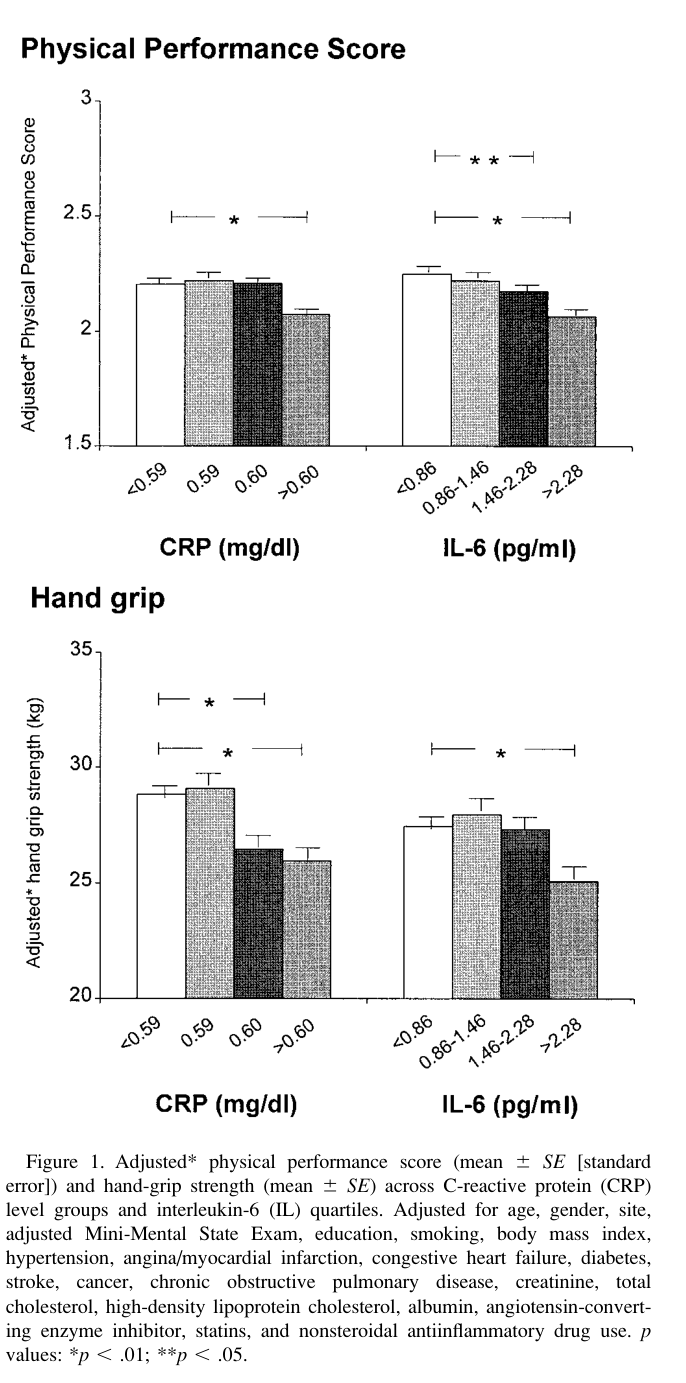 Physical Performance Score
Adjusted* Physical Performance Score
3
2.5
2
1.5
* *
*
*
<0.59
0.59
0.60
>0.60
<0.86
0.86-1.46
1.46-2.28
>2.28
CRP (mg/dl)
IL-6 (pg/ml)
Hand grip
Adjusted* hand grip strength (kg)
35
30
25
20
*
*
*
<0.59
0.59
0.60
>0.60
<0.86
0.86-1.46
1.46-2.28
>2.28
CRP (mg/dl)
IL-6 (pg/ml)
Figure 1. Adjusted* physical performance score (mean ± SE [standard
error]) and hand-grip strength (mean ± SE) across C-reactive protein (CRP)
level groups and interleukin-6 (IL) quartiles. Adjusted for age, gender, site,
adjusted Mini-Mental State Exam, education, smoking, body mass index,
hypertension, angina/myocardial infarction, congestive heart failure, diabetes,
stroke, cancer, chronic obstructive pulmonary disease, creatinine, total
cholesterol, high-density lipoprotein cholesterol, albumin, angiotensin-convert-
ing enzyme inhibitor, statins, and nonsteroidal antiinflammatory drug use. p
values: *p < .01; **p < .05.